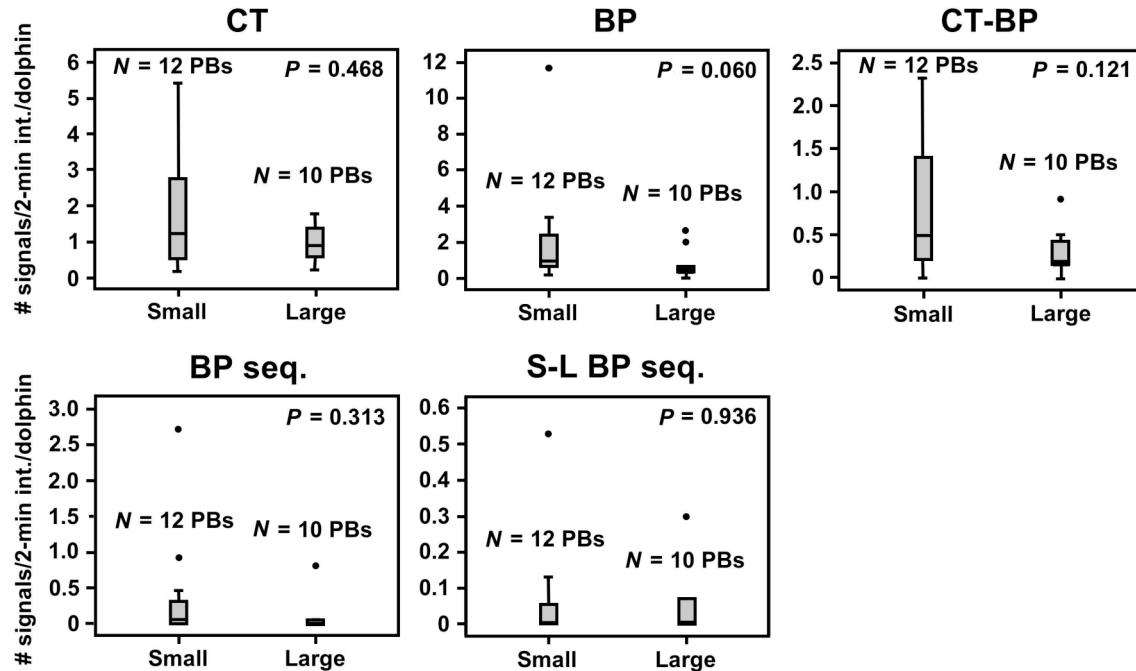 CT
BP
CT-BP
# signals/2-min int./dolphin
6
5
4
3
2
1
0
N = 12 PBs
P = 0.468
N = 10 PBs
Small
Large
12
10
8
6
4
2
0
P = 0.060
N = 12 PBs
N = 10 PBs
Small
Large
2.5
2.0
1.5
1.0
0.5
0
N = 12 PBs
P = 0.121
N = 10 PBs
Small
Large
BP seq.
S-L BP seq.
# signals/2-min int./dolphin
3.0
2.5
2.0
1.5
1.0
0.5
0
P = 0.313
N = 12 PBs
N = 10 PBs
Small
Large
0.6
0.5
0.4
0.3
0.2
0.1
0
P = 0.936
N = 12 PBs
N = 10 PBs
Small
Large